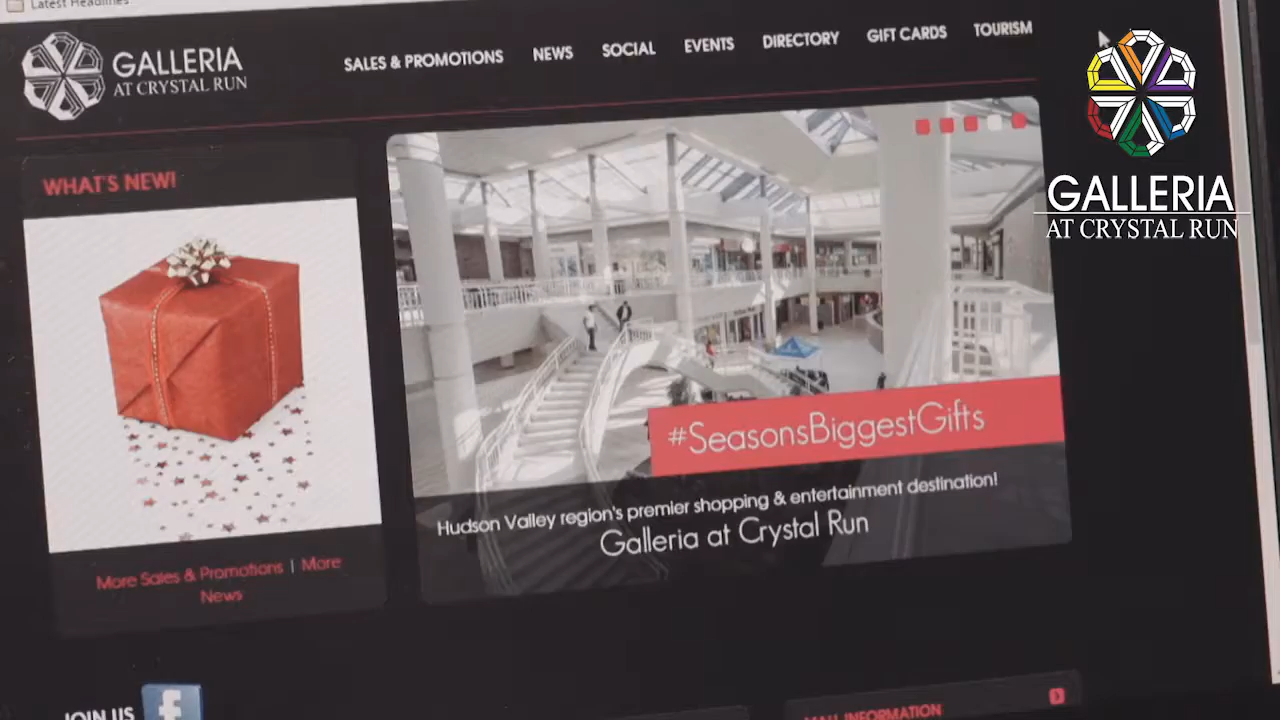 Latest Headlines
GALLERIA
AT CRYSTAL RUN
SALES & PROMOTIONS
NEWS
SOCIAL
EVENTS
DIRECTORY
GIFT CARDS
TOURISM
GALLERIA
AT CRYSTAL RUN
WHAT'S NEW!
#SeasonsBiggestGifts
Hudson Valley region's premier shopping & entertainment destination!
Galleria at Crystal Run
More Sales & Promotions | More
News
JOIN US
f
MALL INFORMATION